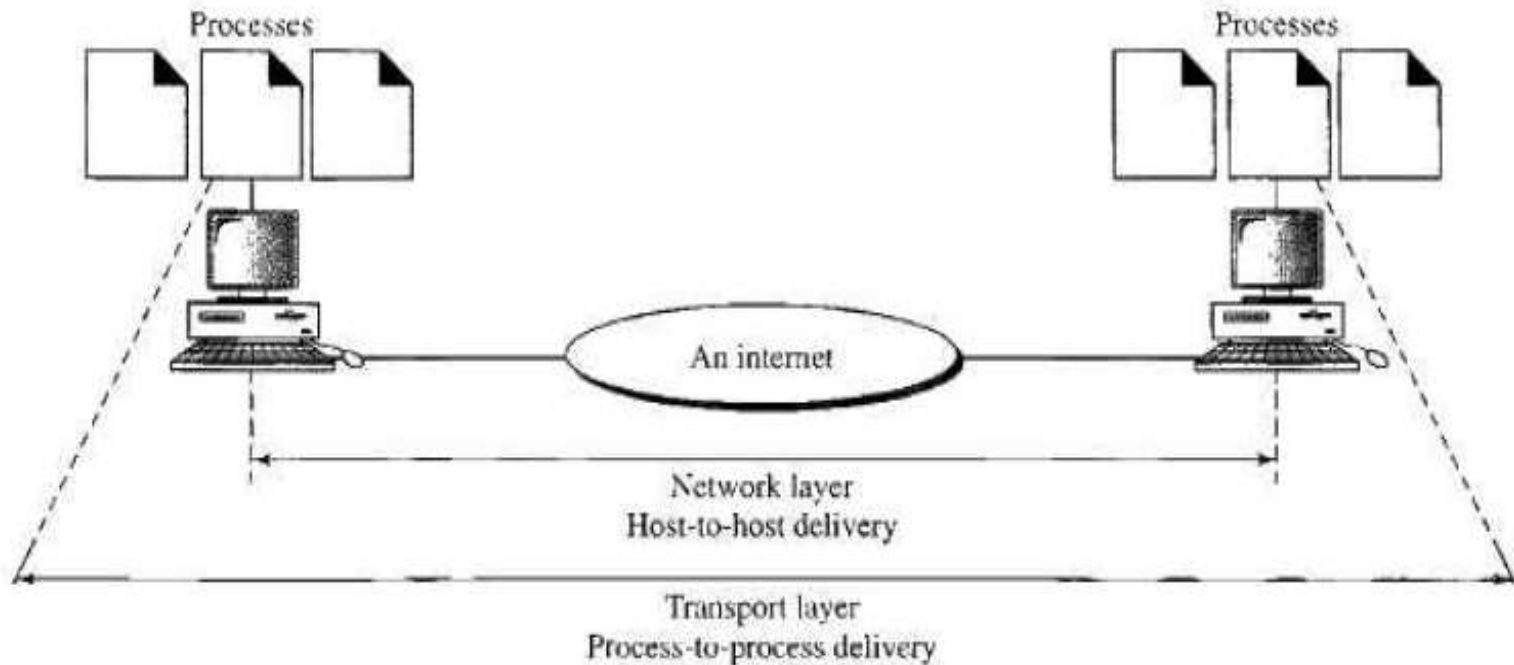 Processes
Processes
An internet
Network layer
Host-to-host delivery
Transport layer
Process-to-process delivery